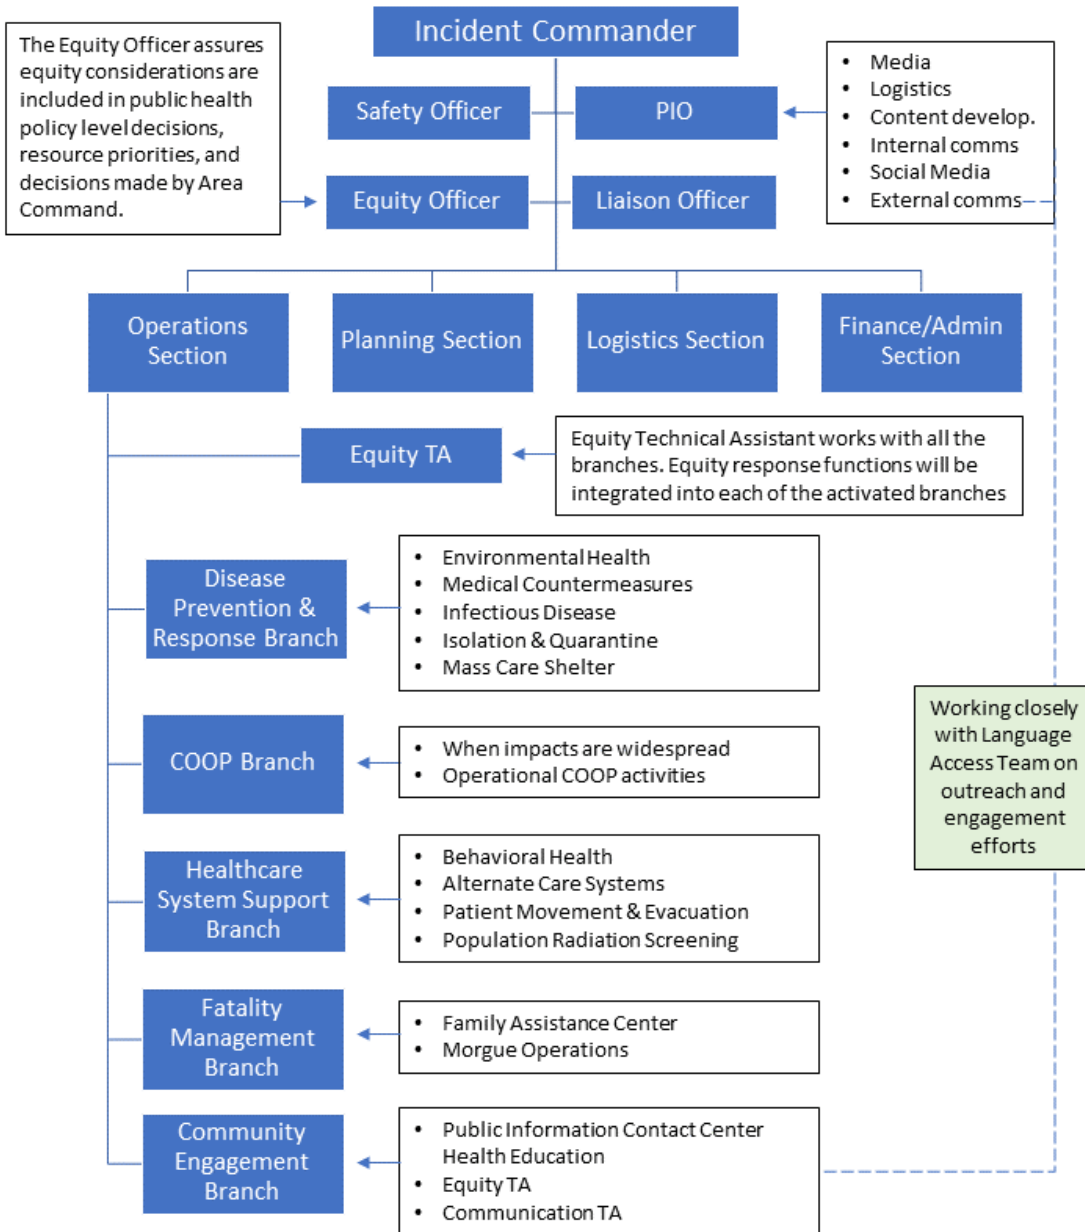 Incident Commander
The Equity Officer assures
equity considerations are
included in public health
policy level decisions,
resource priorities, and
decisions made by Area
Command.
Safety Officer
PIO
• Media
• Logistics
• Content develop.
• Internal comms
• Social Media
• External comms
Equity Officer
Liaison Officer
Operations
Section
Planning Section
Logistics Section
Finance/Admin
Section
Equity TA
Equity Technical Assistant works with all the
branches. Equity response functions will be
integrated into each of the activated branches
Disease
Prevention &
Response Branch
• Environmental Health
• Medical Countermeasures
• Infectious Disease
• Isolation & Quarantine
• Mass Care Shelter
Working closely
with Language
Access Team on
outreach and
engagement
efforts
COOP Branch
• When impacts are widespread
• Operational COOP activities
Healthcare
System Support
Branch
• Behavioral Health
• Alternate Care Systems
• Patient Movement & Evacuation
• Population Radiation Screening
Fatality
Management
Branch
• Family Assistance Center
• Morgue Operations
Community
Engagement
Branch
• Public Information Contact Center
Health Education
• Equity TA
• Communication TA